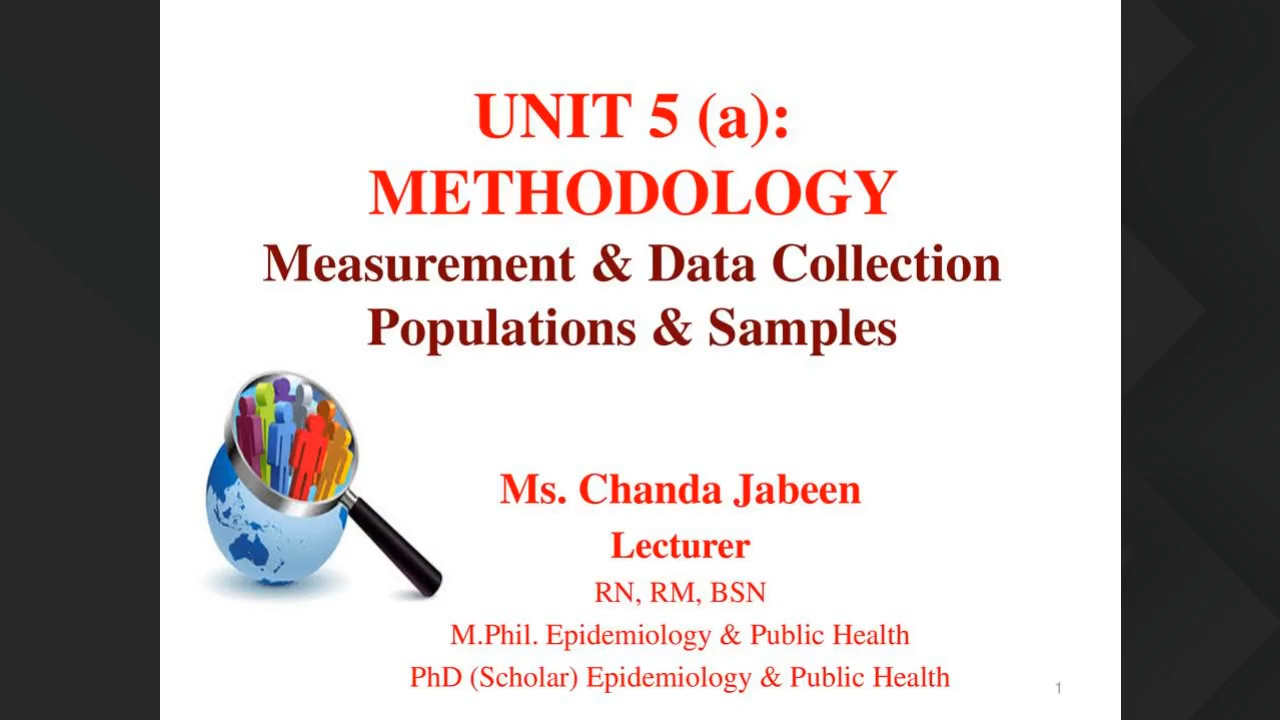 UNIT 5 (a):
METHODOLOGY
Measurement & Data Collection
Populations & Samples
Ms. Chanda Jabeen
Lecturer
RN, RM, BSN
M.Phil. Epidemiology & Public Health
PhD (Scholar) Epidemiology & Public Health
1